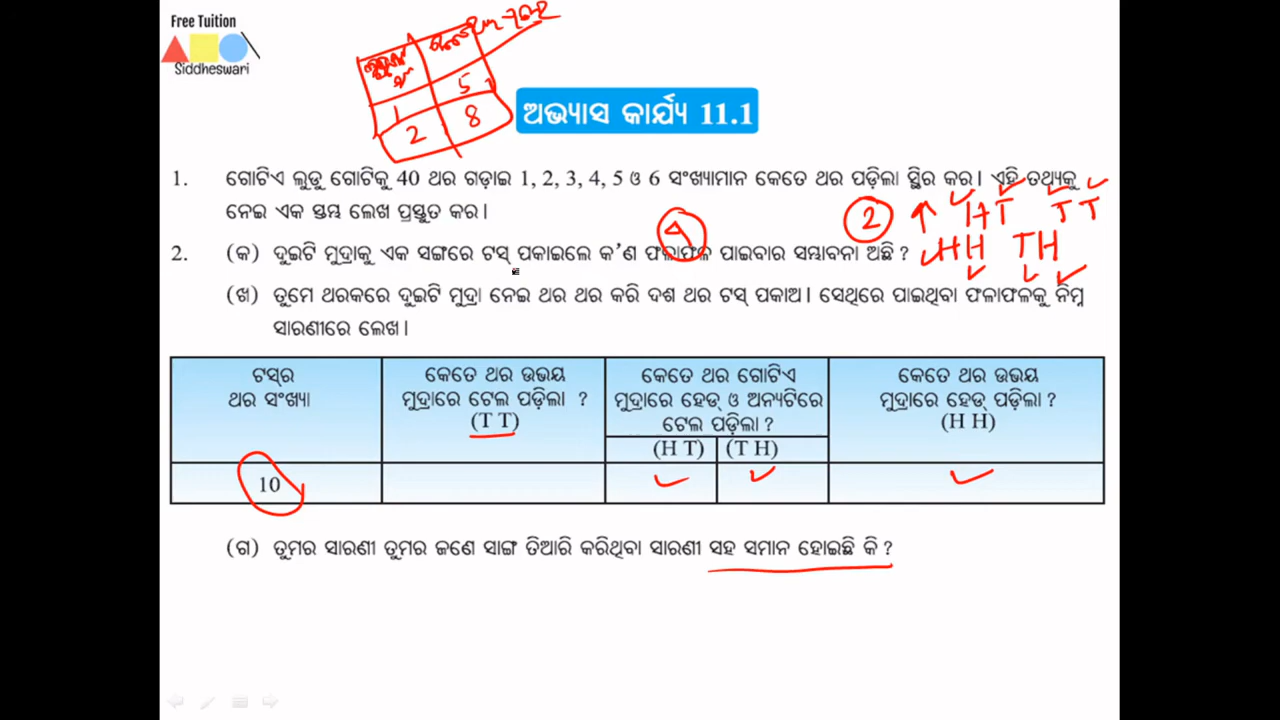 Free Tuition
Siddheswari
1 5
2 8
ଅଭ୍ୟାସ କାର୍ଯ୍ୟ 11.1
1. ଗୋଟିଏ ଲୁଡୁ ଗୋଟିକୁ 40 ଥର ଗଡ଼ାଇ 1, 2, 3, 4, 5 ଓ 6 ସଂଖ୍ୟାମାନ କେତେ ଥର ପଡ଼ିଲା ସ୍ଥିର କର। ଏହି ତଥ୍ୟକୁ
ନେଇ ଏକ ସ୍ତମ୍ଭ ଲେଖ ପ୍ରସ୍ତୁତ କର।
2 HT TT
2. (କ) ଦୁଇଟି ମୁଦ୍ରାକୁ ଏକ ସଙ୍ଗରେ ଟସ୍ ପକାଇଲେ କ'ଣ ଫଳାଫଳ ପାଇବାର ସମ୍ଭାବନା ଅଛି ?
HH TH
(ଖ) ତୁମେ ଥରକରେ ଦୁଇଟି ମୁଦ୍ରା ନେଇ ଥର ଥର କରି ଦଶ ଥର ଟସ୍ ପକାଅ। ସେଥିରେ ପାଇଥିବା ଫଳାଫଳକୁ ନିମ୍ନ
ସାରଣୀରେ ଲେଖ।
ଟସ୍‌ର
ଥର ସଂଖ୍ୟା
କେତେ ଥର ଉଭୟ
ମୁଦ୍ରାରେ ଟେଲ ପଡ଼ିଲା ?
(T T)
କେତେ ଥର ଗୋଟିଏ
ମୁଦ୍ରାରେ ହେଡ୍ ଓ ଅନ୍ୟଟିରେ
ଟେଲ ପଡ଼ିଲା ?
(H T) (T H)
କେତେ ଥର ଉଭୟ
ମୁଦ୍ରାରେ ହେଡ୍ ପଡ଼ିଲା ?
(H H)
10
(ଗ) ତୁମର ସାରଣୀ ତୁମର ଜଣେ ସାଙ୍ଗ ତିଆରି କରିଥିବା ସାରଣୀ ସହ ସମାନ ହୋଇଛି କି ?